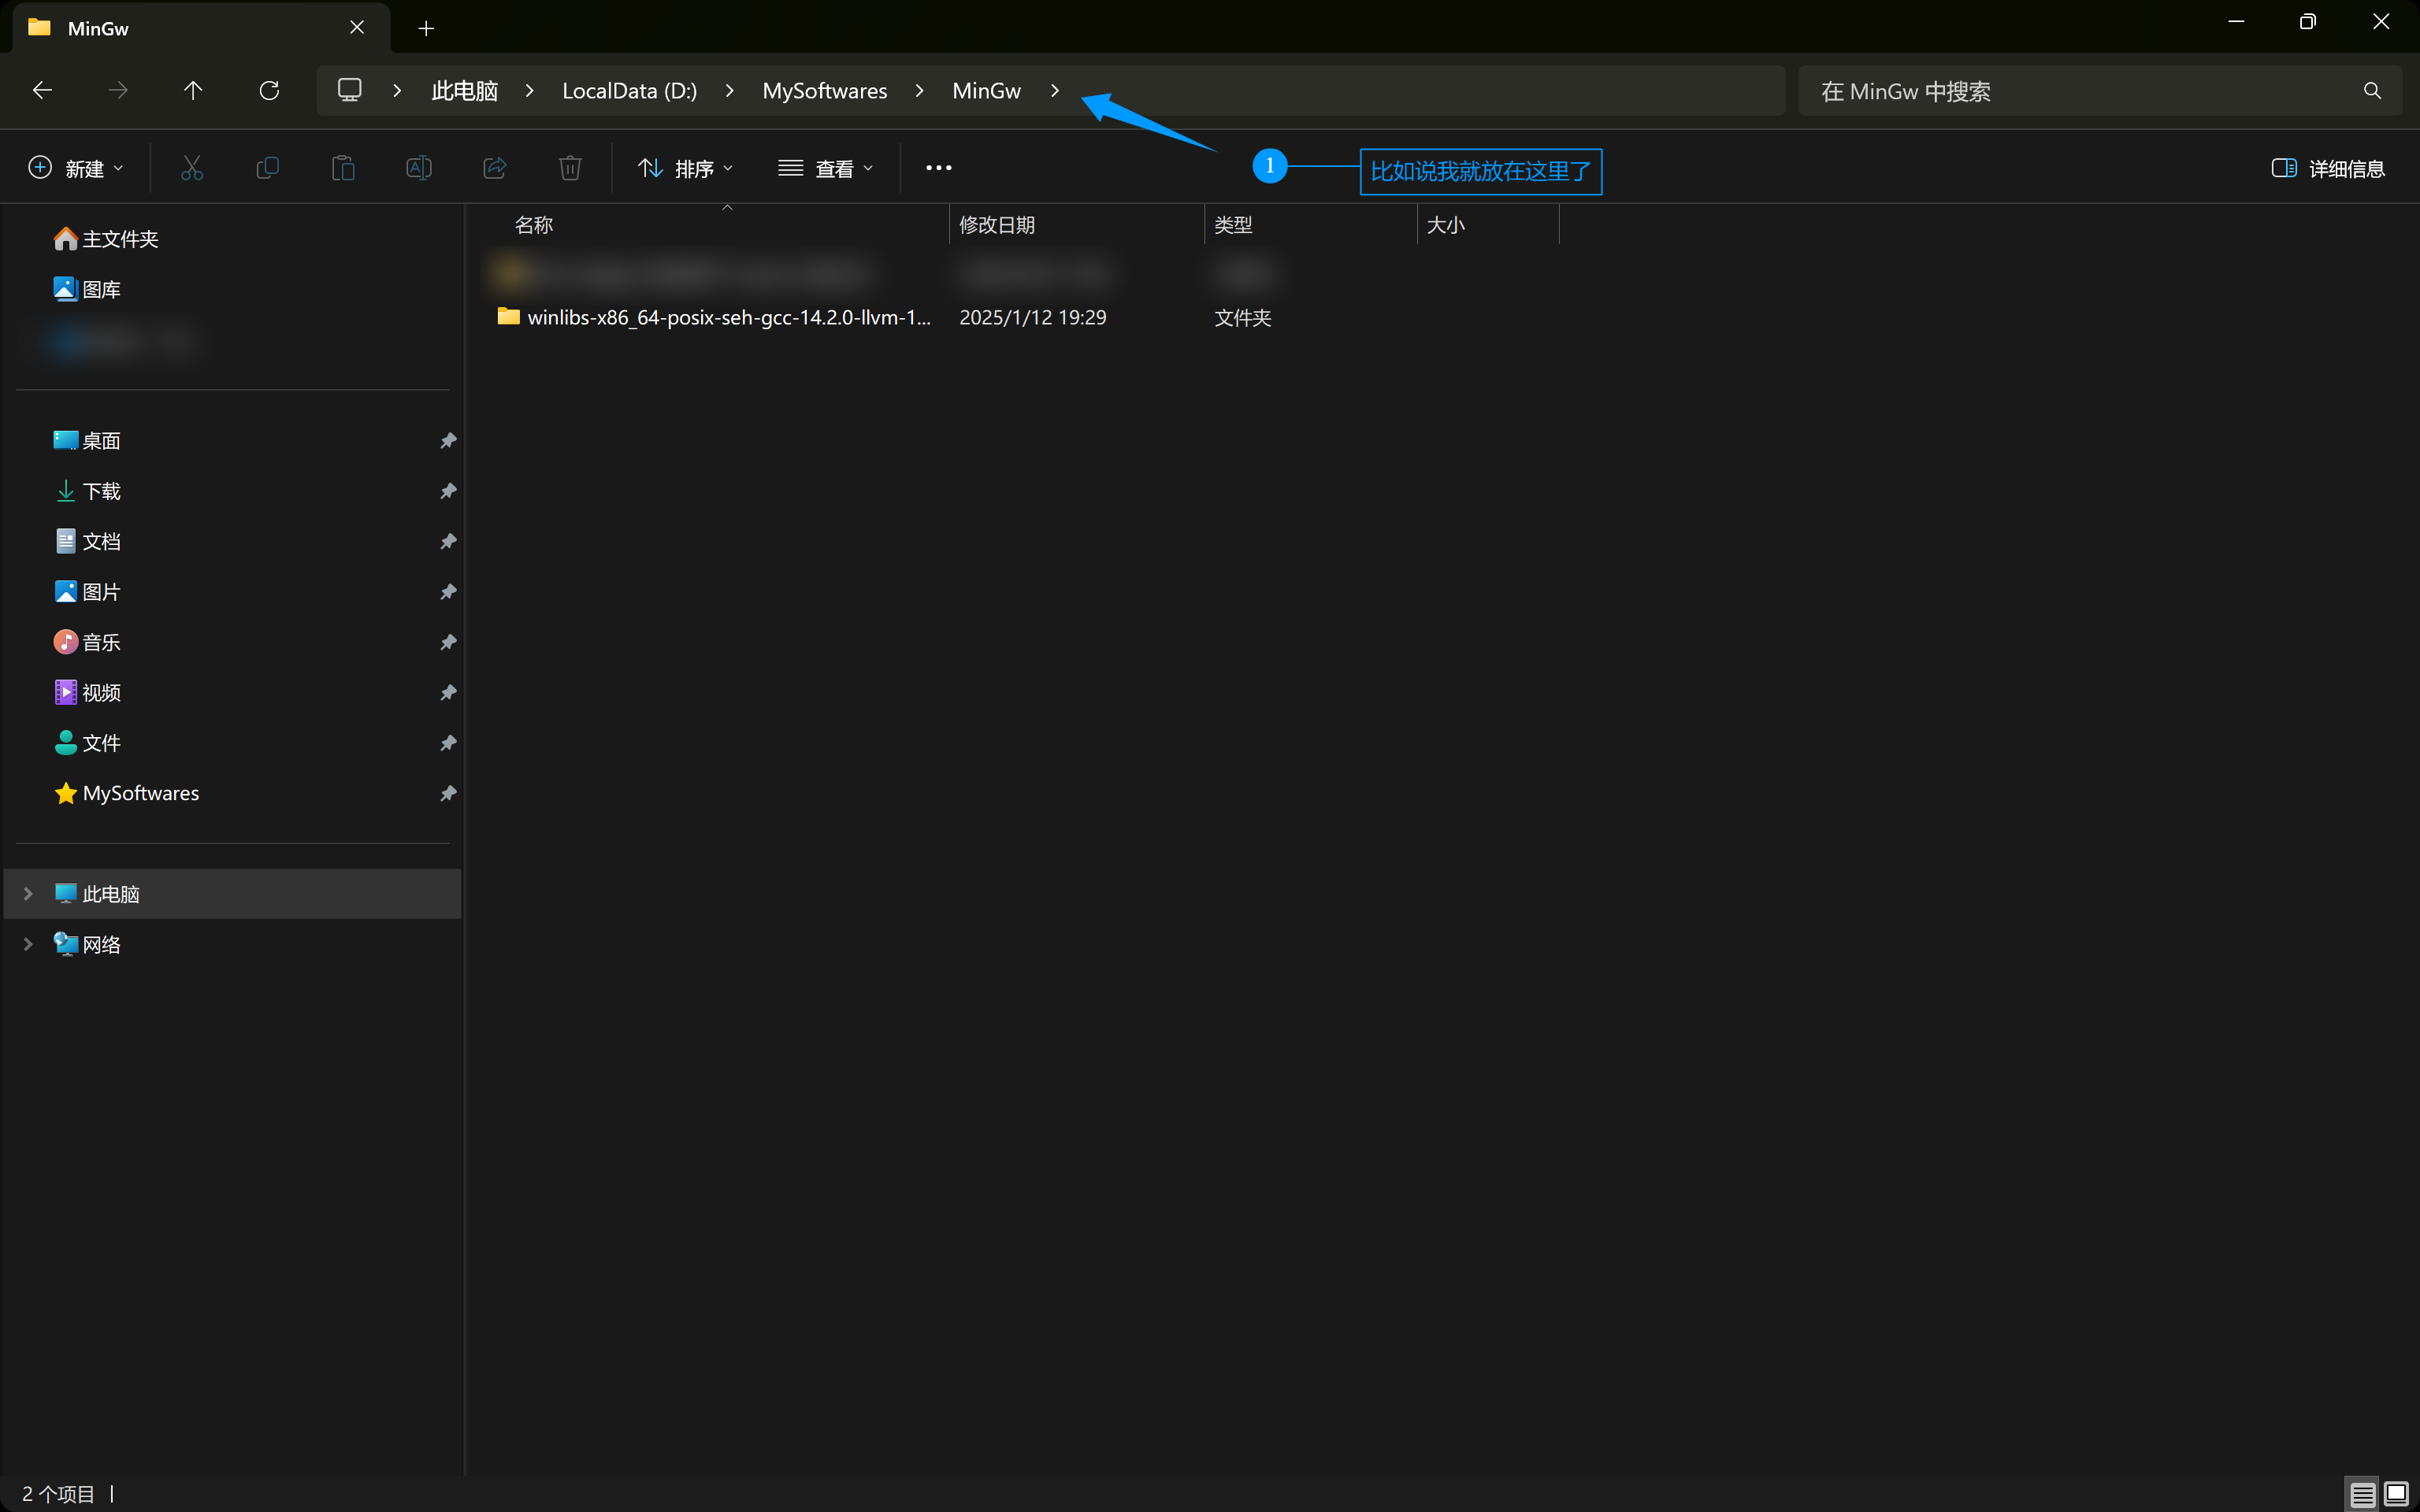 MinGw
此电脑 LocalData (D:) MySoftwares MinGw
在 MinGw 中搜索
新建 排序 查看 1 比如说我就放在这里了 详细信息
名称 修改日期 类型 大小
主文件夹
图库
winlibs-x86_64-posix-seh-gcc-14.2.0-llvm-1... 2025/1/12 19:29 文件夹
桌面
下载
文档
图片
音乐
视频
文件
MySoftwares
此电脑
网络
2 个项目